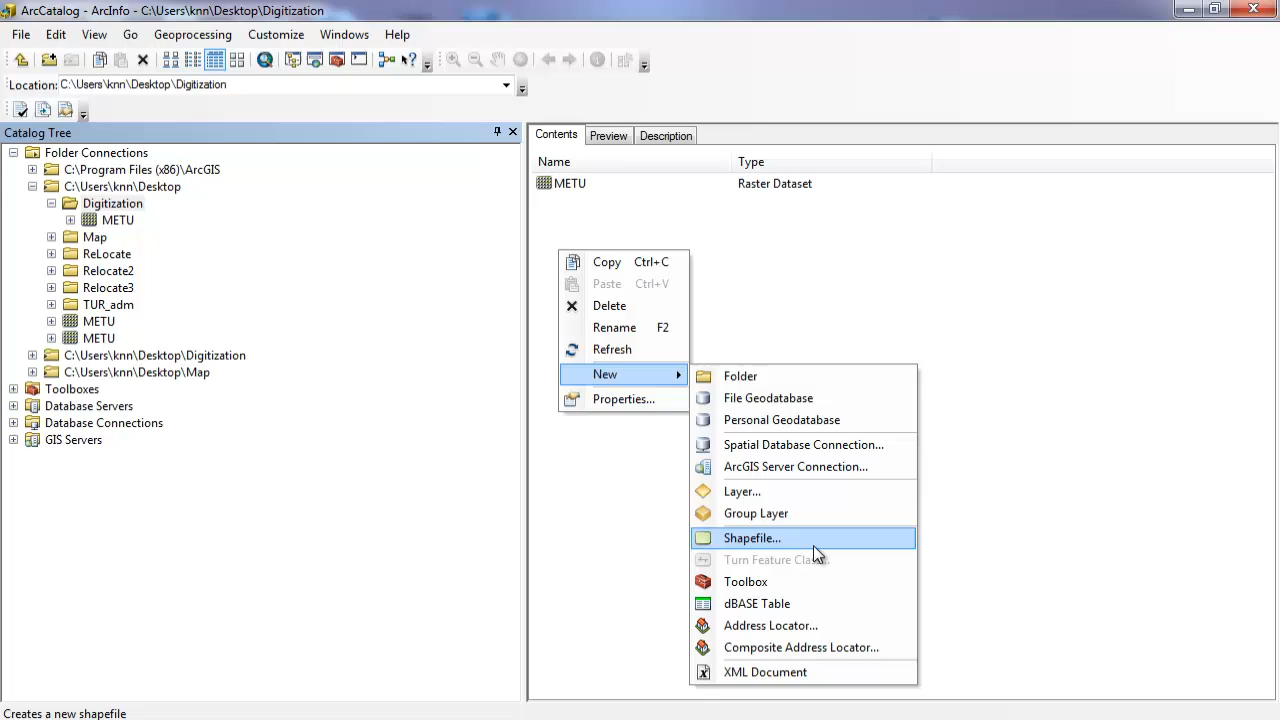 ArcCatalog - ArcInfo - C:\Users\knn\Desktop\Digitization
File Edit View Go Geoprocessing Customize Windows Help
Location: C:\Users\knn\Desktop\Digitization
Catalog Tree
Folder Connections
C:\Program Files (x86)\ArcGIS
C:\Users\knn\Desktop
Digitization
METU
Map
ReLocate
Relocate2
Relocate3
TUR_adm
METU
METU
C:\Users\knn\Desktop\Digitization
C:\Users\knn\Desktop\Map
Toolboxes
Database Servers
Database Connections
GIS Servers
Contents Preview Description
Name Type
METU Raster Dataset
Copy Ctrl+C
Paste Ctrl+V
Delete
Rename F2
Refresh
New
Properties...
Folder
File Geodatabase
Personal Geodatabase
Spatial Database Connection...
ArcGIS Server Connection...
Layer...
Group Layer
Shapefile...
Turn Feature
Toolbox
dBASE Table
Address Locator...
Composite Address Locator...
XML Document
Creates a new shapefile